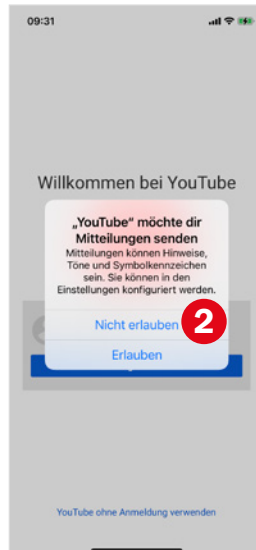 09:31
Willkommen bei YouTube
„YouTube“ möchte dir
Mitteilungen senden
Mitteilungen können Hinweise,
Töne und Symbolkennzeichen
sein. Sie können in den
Einstellungen konfiguriert werden.
Nicht erlauben
2
Erlauben
YouTube ohne Anmeldung verwenden